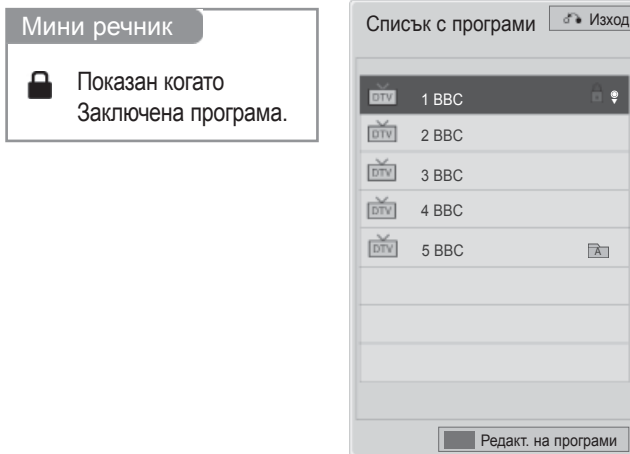 Мини речник
Показан когато
Заключена програма.
Списък с програми
Изход
DTV 1 BBC
DTV 2 BBC
DTV 3 BBC
DTV 4 BBC
DTV 5 BBC A
Редакт. на програми